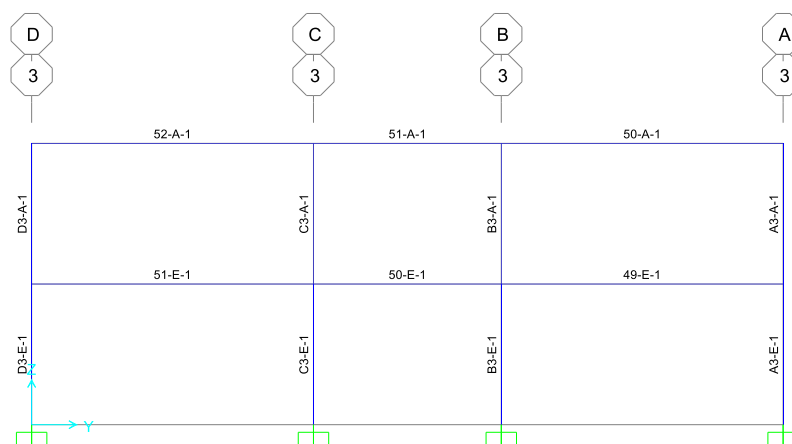 D C B A
3 3 3 3
52-A-1 51-A-1 50-A-1
D3-A-1 C3-A-1 B3-A-1 A3-A-1
51-E-1 50-E-1 49-E-1
D3-E-1 C3-E-1 B3-E-1 A3-E-1
Z
Y